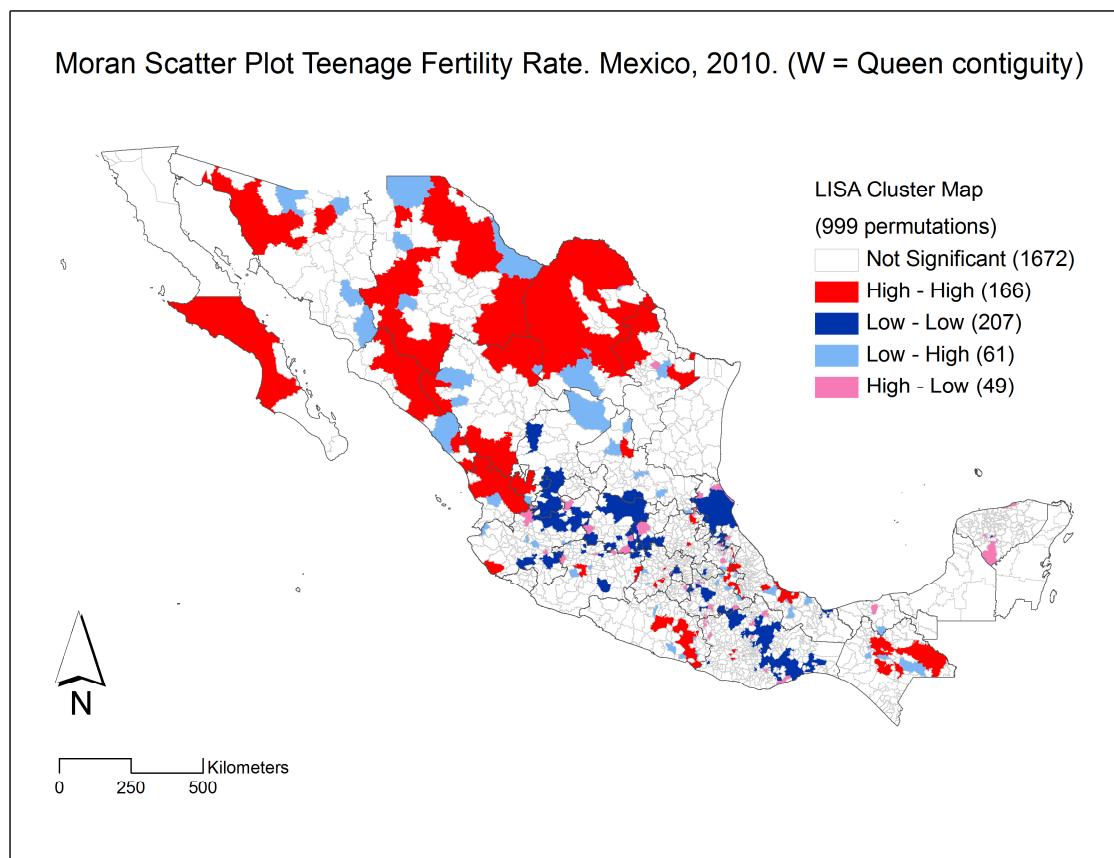 Moran Scatter Plot Teenage Fertility Rate. Mexico, 2010. (W = Queen contiguity)
LISA Cluster Map
(999 permutations)
Not Significant (1672)
High - High (166)
Low - Low (207)
Low - High (61)
High - Low (49)
N
Kilometers
0 250 500